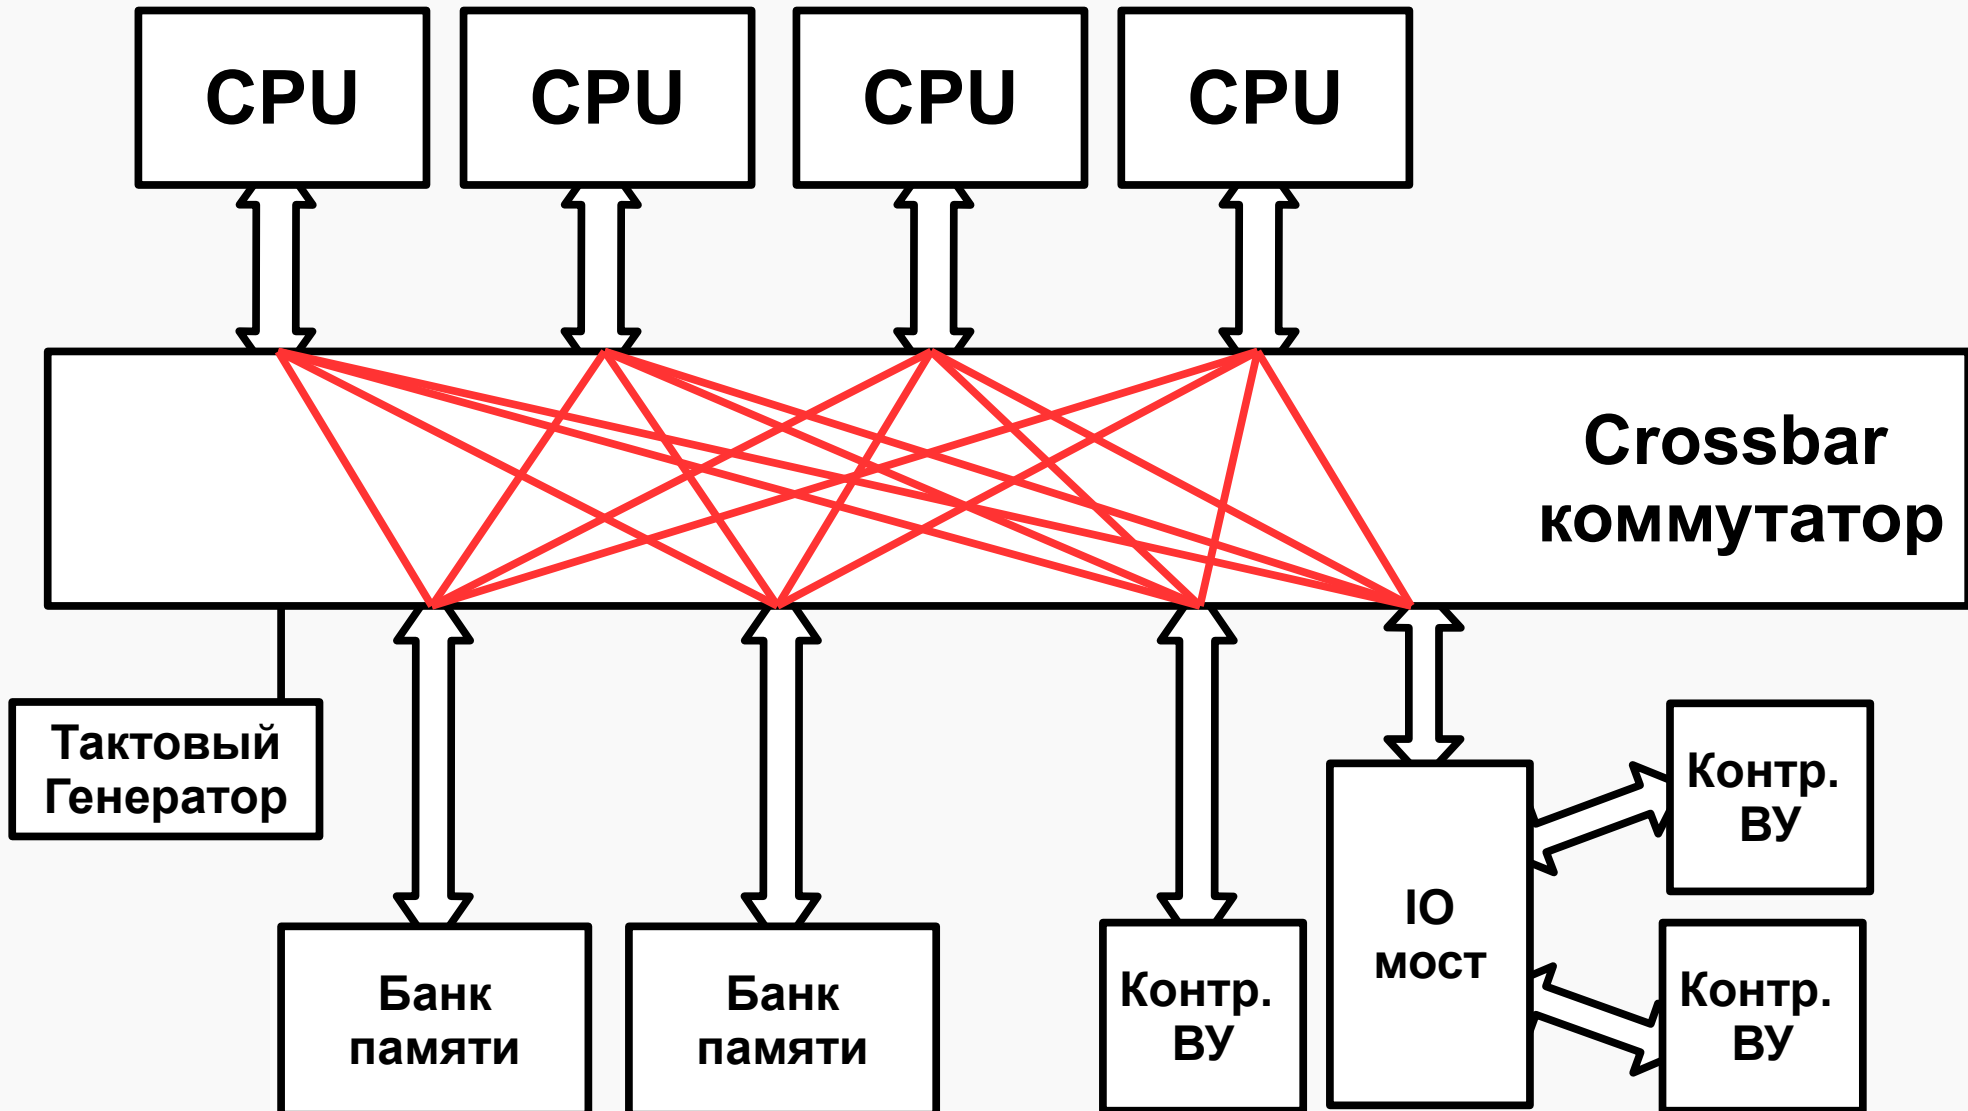 CPU
CPU
CPU
CPU
Crossbar
коммутатор
Тактовый
Генератор
Контр.
ВУ
IO
мост
Банк
памяти
Банк
памяти
Контр.
ВУ
Контр.
ВУ